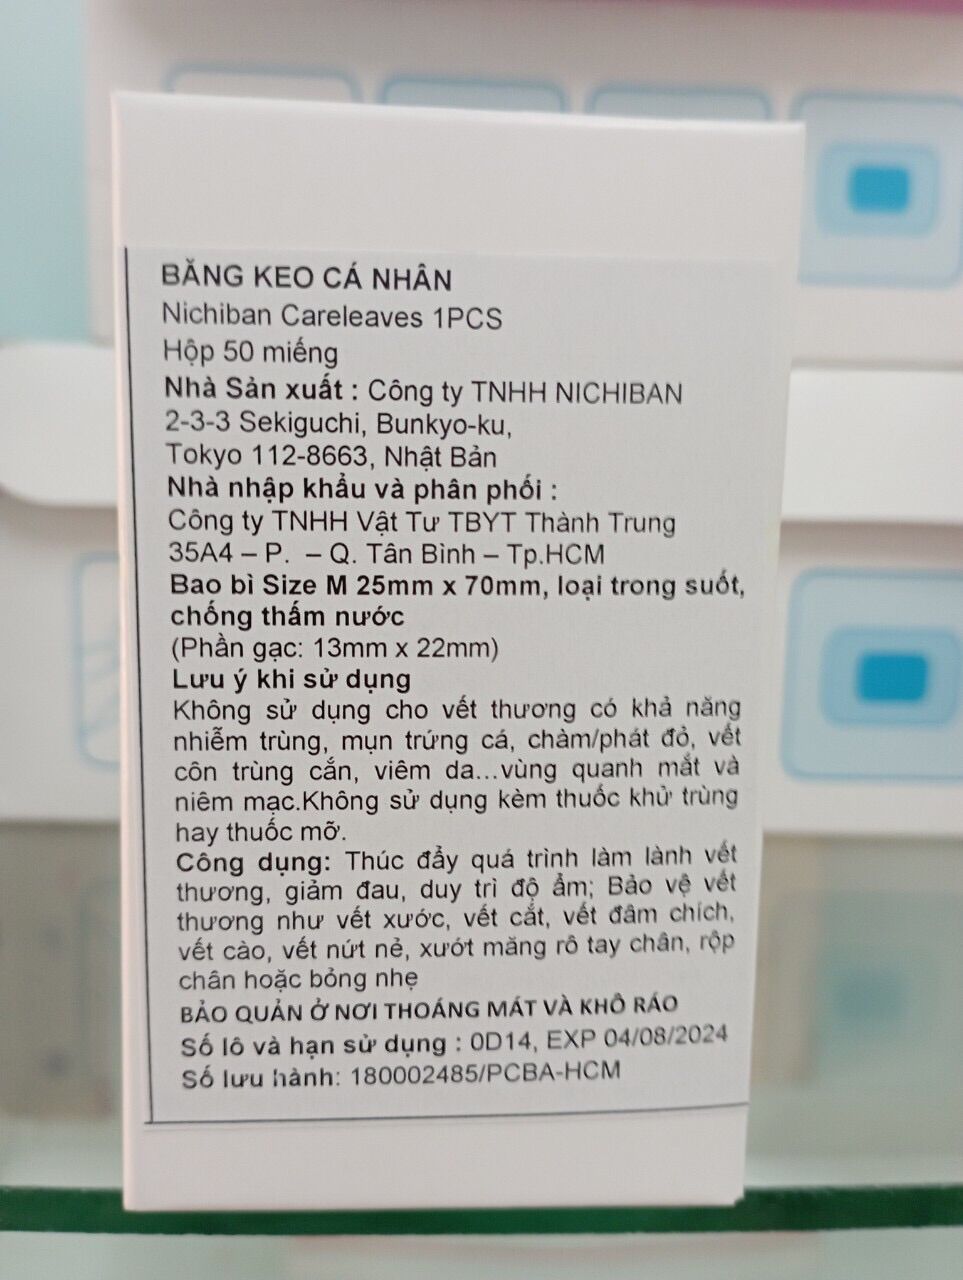 BĂNG KEO CÁ NHÂN
Nichiban Careleaves 1PCS
Hộp 50 miếng
Nhà Sản xuất : Công ty TNHH NICHIBAN
2-3-3 Sekiguchi, Bunkyo-ku,
Tokyo 112-8663, Nhật Bản
Nhà nhập khẩu và phân phối :
Công ty TNHH Vật Tư TBYT Thành Trung
35A4 – P. – Q. Tân Bình – Tp.HCM
Bao bì Size M 25mm x 70mm, loại trong suốt,
chống thấm nước
(Phần gạc: 13mm x 22mm)
Lưu ý khi sử dụng
Không sử dụng cho vết thương có khả năng
nhiễm trùng, mụn trứng cá, chàm/phát đỏ, vết
côn trùng cắn, viêm da...vùng quanh mắt và
niêm mạc.Không sử dụng kèm thuốc khử trùng
hay thuốc mỡ.
Công dụng: Thúc đẩy quá trình làm lành vết
thương, giảm đau, duy trì độ ẩm; Bảo vệ vết
thương như vết xước, vết cắt, vết đâm chích,
vết cào, vết nứt nẻ, xướt măng rô tay chân, rộp
chân hoặc bỏng nhẹ
BẢO QUẢN Ở NƠI THOÁNG MÁT VÀ KHÔ RÁO
Số lô và hạn sử dụng : 0D14, EXP 04/08/2024
Số lưu hành: 180002485/PCBA-HCM